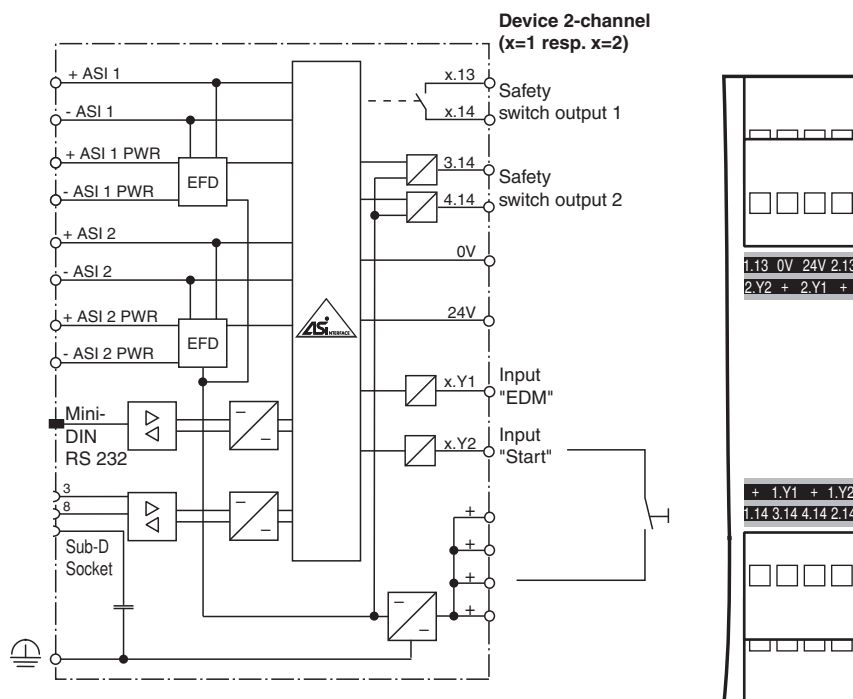 Device 2-channel
(x=1 resp. x=2)
+ ASI 1
- ASI 1
+ ASI 1 PWR
- ASI 1 PWR
EFD
+ ASI 2
- ASI 2
+ ASI 2 PWR
- ASI 2 PWR
EFD
Mini-
DIN
RS 232
3
8
Sub-D
Socket
ASi
INTERFACE
x.13
x.14
Safety
switch output 1
3.14
4.14
Safety
switch output 2
0V
24V
x.Y1
Input
"EDM"
x.Y2
Input
"Start"
+
+
+
+
1.13 0V 24V 2.13
2.Y2 + 2.Y1 +
+ 1.Y1 + 1.Y2
1.14 3.14 4.14 2.14